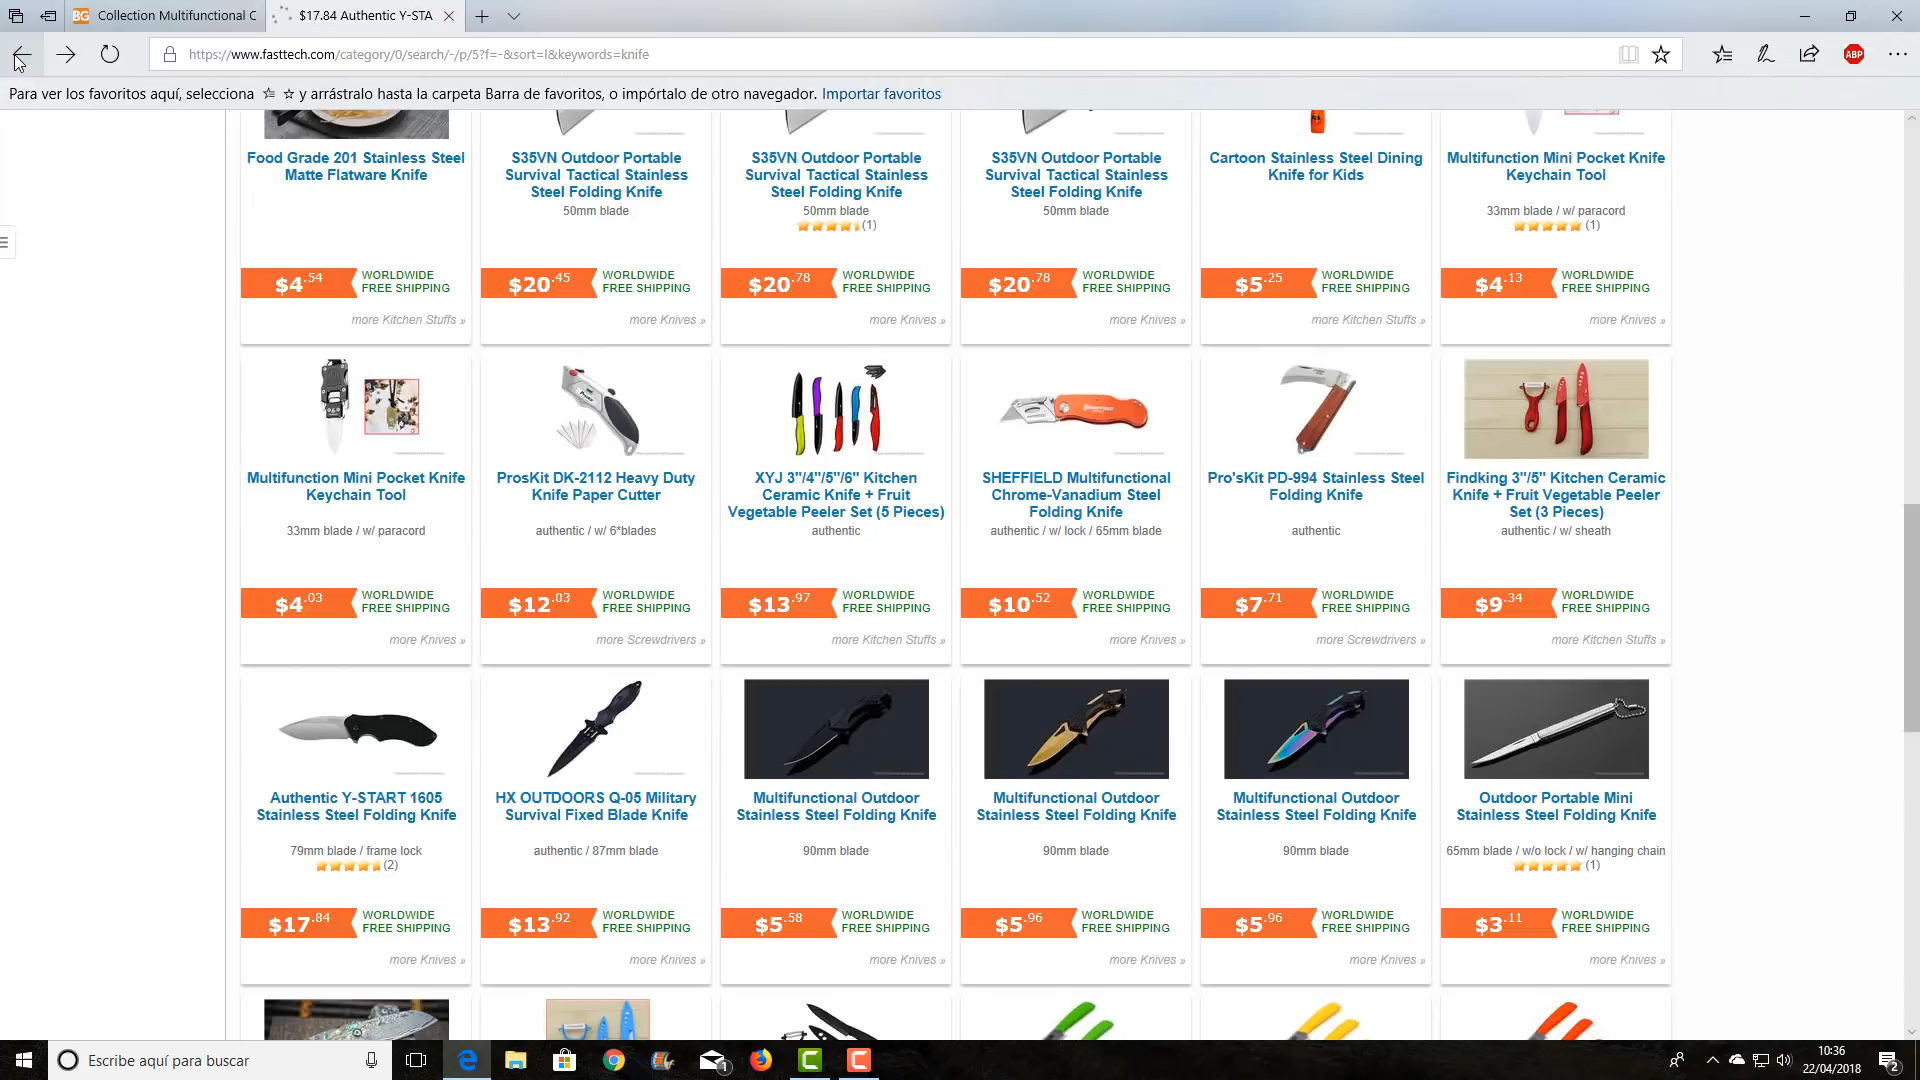 Collection Multifunctional C
$17.84 Authentic Y-STA
https://www.fasttech.com/category/0/search/-/p/5?f=-&sort=l&keywords=knife
ABP
Para ver los favoritos aquí, selecciona y arrástralo hasta la carpeta Barra de favoritos, o impórtalo de otro navegador. Importar favoritos
Food Grade 201 Stainless Steel
Matte Flatware Knife
$4.54 WORLDWIDE
FREE SHIPPING
more Kitchen Stuffs »
S35VN Outdoor Portable
Survival Tactical Stainless
Steel Folding Knife
50mm blade
$20.45 WORLDWIDE
FREE SHIPPING
more Knives »
S35VN Outdoor Portable
Survival Tactical Stainless
Steel Folding Knife
50mm blade
(1)
$20.78 WORLDWIDE
FREE SHIPPING
more Knives »
S35VN Outdoor Portable
Survival Tactical Stainless
Steel Folding Knife
50mm blade
$20.78 WORLDWIDE
FREE SHIPPING
more Knives »
Cartoon Stainless Steel Dining
Knife for Kids
$5.25 WORLDWIDE
FREE SHIPPING
more Kitchen Stuffs »
Multifunction Mini Pocket Knife
Keychain Tool
33mm blade / w/ paracord
(1)
$4.13 WORLDWIDE
FREE SHIPPING
more Knives »
Multifunction Mini Pocket Knife
Keychain Tool
33mm blade / w/ paracord
$4.03 WORLDWIDE
FREE SHIPPING
more Knives »
ProsKit DK-2112 Heavy Duty
Knife Paper Cutter
authentic / w/ 6*blades
$12.03 WORLDWIDE
FREE SHIPPING
more Screwdrivers »
XYJ 3"/4"/5"/6" Kitchen
Ceramic Knife + Fruit
Vegetable Peeler Set (5 Pieces)
authentic
$13.97 WORLDWIDE
FREE SHIPPING
more Kitchen Stuffs »
SHEFFIELD Multifunctional
Chrome-Vanadium Steel
Folding Knife
authentic / w/ lock / 65mm blade
$10.52 WORLDWIDE
FREE SHIPPING
more Knives »
Pro'sKit PD-994 Stainless Steel
Folding Knife
authentic
$7.71 WORLDWIDE
FREE SHIPPING
more Screwdrivers »
Findking 3"/5" Kitchen Ceramic
Knife + Fruit Vegetable Peeler
Set (3 Pieces)
authentic / w/ sheath
$9.34 WORLDWIDE
FREE SHIPPING
more Kitchen Stuffs »
Authentic Y-START 1605
Stainless Steel Folding Knife
79mm blade / frame lock
(2)
$17.84 WORLDWIDE
FREE SHIPPING
more Knives »
HX OUTDOORS Q-05 Military
Survival Fixed Blade Knife
authentic / 87mm blade
$13.92 WORLDWIDE
FREE SHIPPING
more Knives »
Multifunctional Outdoor
Stainless Steel Folding Knife
90mm blade
$5.58 WORLDWIDE
FREE SHIPPING
more Knives »
Multifunctional Outdoor
Stainless Steel Folding Knife
90mm blade
$5.96 WORLDWIDE
FREE SHIPPING
more Knives »
Multifunctional Outdoor
Stainless Steel Folding Knife
90mm blade
$5.96 WORLDWIDE
FREE SHIPPING
more Knives »
Outdoor Portable Mini
Stainless Steel Folding Knife
65mm blade / w/o lock / w/ hanging chain
(1)
$3.11 WORLDWIDE
FREE SHIPPING
more Knives »
Escribe aquí para buscar
1
10:36
22/04/2018
2